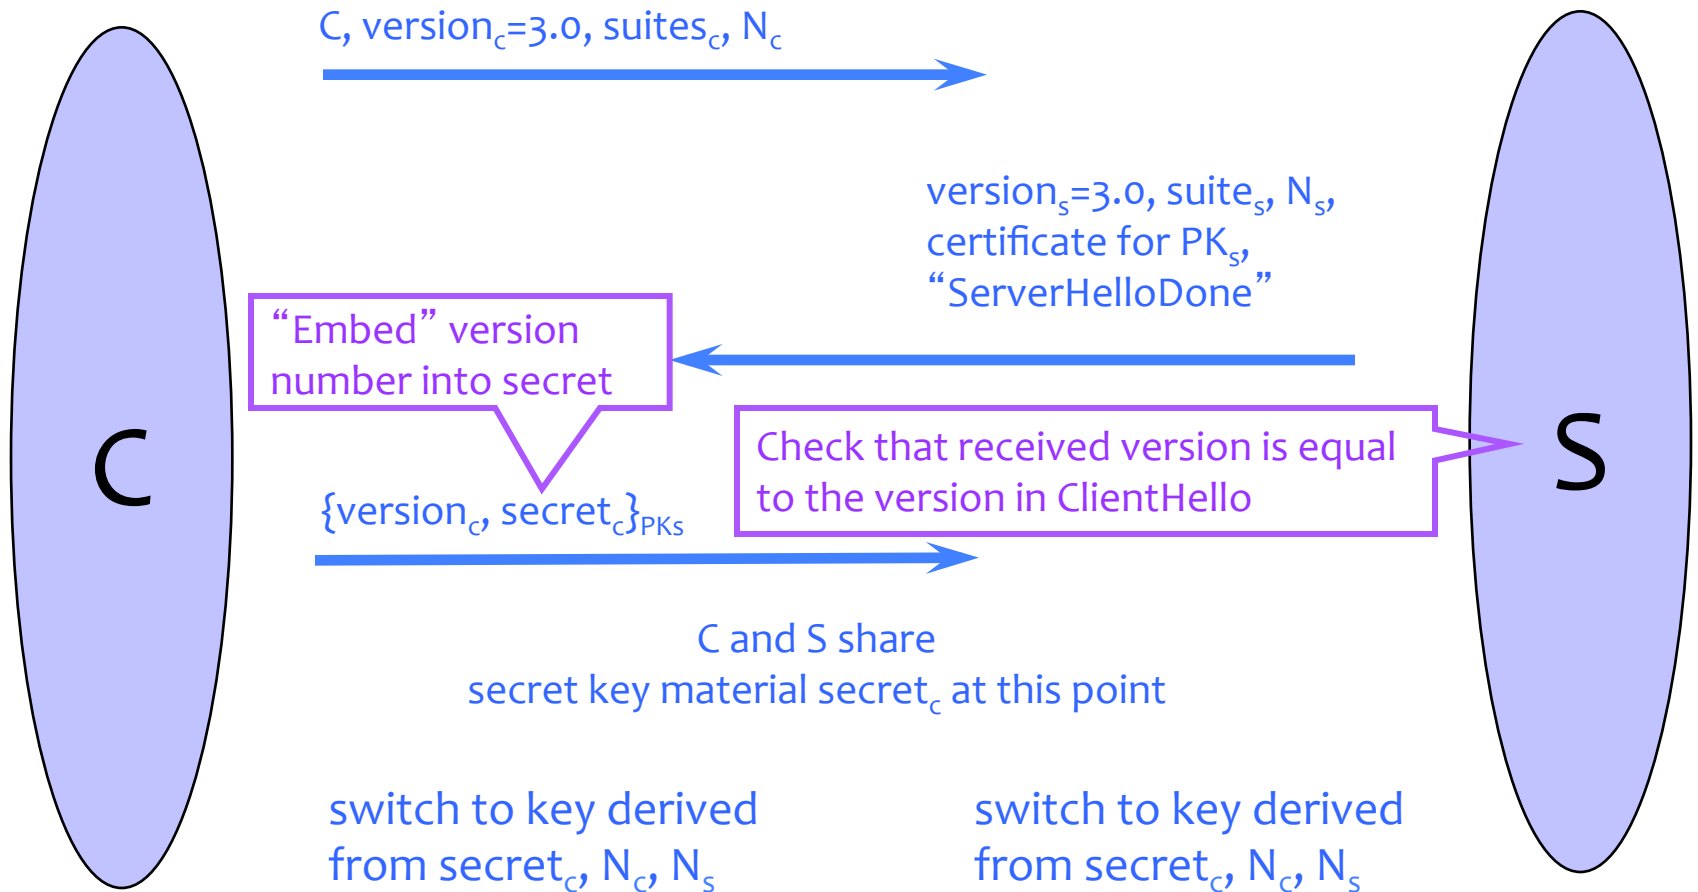 C, version_c=3.0, suites_c, N_c
version_s=3.0, suite_s, N_s,
certificate for PK_s,
“ServerHelloDone”
“Embed” version
number into secret
C
S
Check that received version is equal
to the version in ClientHello
{version_c, secret_c}_PKs
C and S share
secret key material secret_c at this point
switch to key derived
from secret_c, N_c, N_s
switch to key derived
from secret_c, N_c, N_s